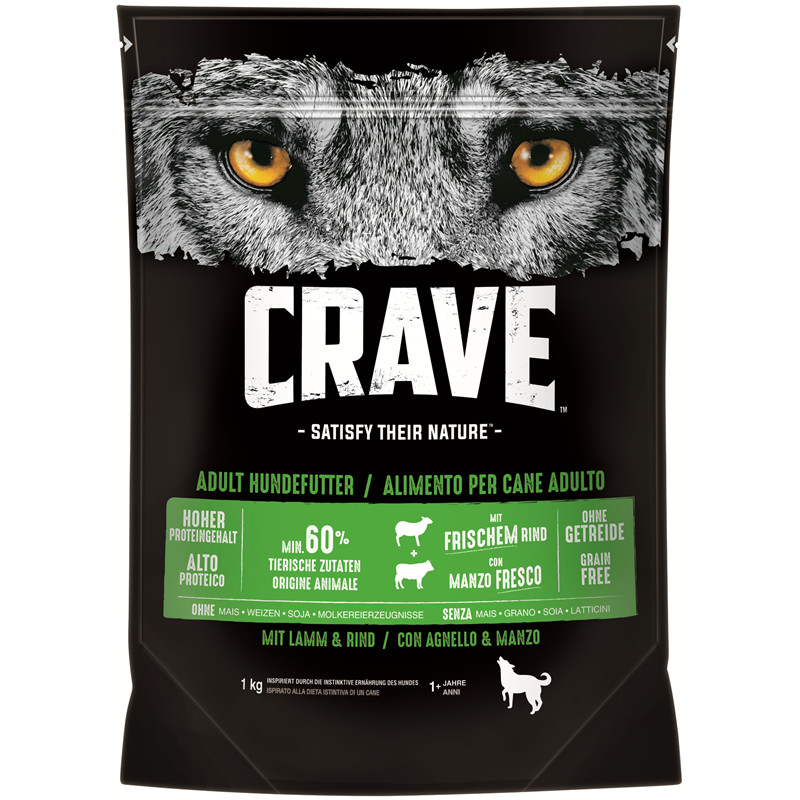 CRAVE™
- SATISFY THEIR NATURE™ -
ADULT HUNDEFUTTER / ALIMENTO PER CANE ADULTO
HOHER
PROTEINGEHALT
ALTO
PROTEICO
MIN. 60%
TIERISCHE ZUTATEN
ORIGINE ANIMALE
+
MIT
FRISCHEM RIND
CON
MANZO FRESCO
OHNE
GETREIDE
GRAIN
FREE
OHNE MAIS • WEIZEN • SOJA • MOLKEREIERZEUGNISSE SENZA MAIS • GRANO • SOIA • LATTICINI
MIT LAMM & RIND / CON AGNELLO & MANZO
1 kg
INSPIRIERT DURCH DIE INSTINKTIVE ERNÄHRUNG DES HUNDES
ISPIRATO ALLA DIETA ISTINTIVA DI UN CANE
1+ JAHRE
ANNI